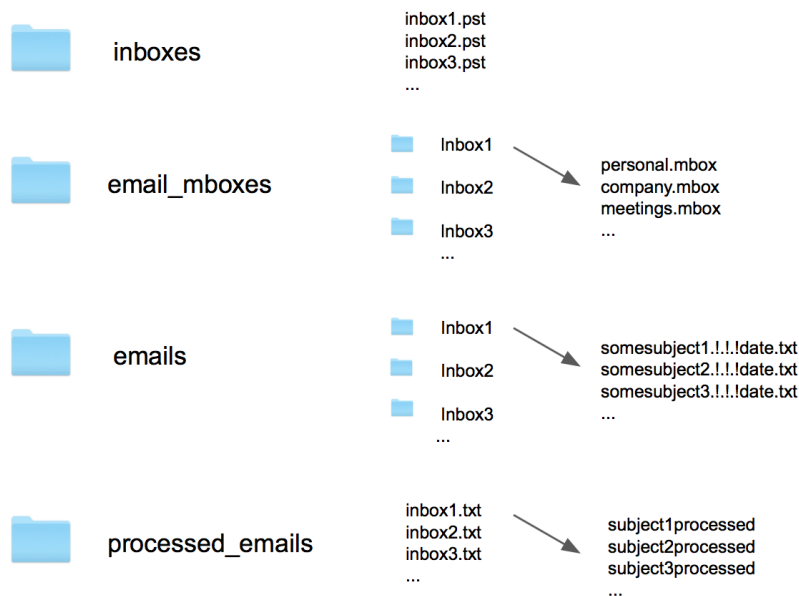 inboxes
inbox1.pst
inbox2.pst
inbox3.pst
...
email_mboxes
Inbox1
Inbox2
Inbox3
...
personal.mbox
company.mbox
meetings.mbox
...
emails
Inbox1
Inbox2
Inbox3
...
somesubject1.!.!.!date.txt
somesubject2.!.!.!date.txt
somesubject3.!.!.!date.txt
...
processed_emails
inbox1.txt
inbox2.txt
inbox3.txt
...
subject1processed
subject2processed
subject3processed
...